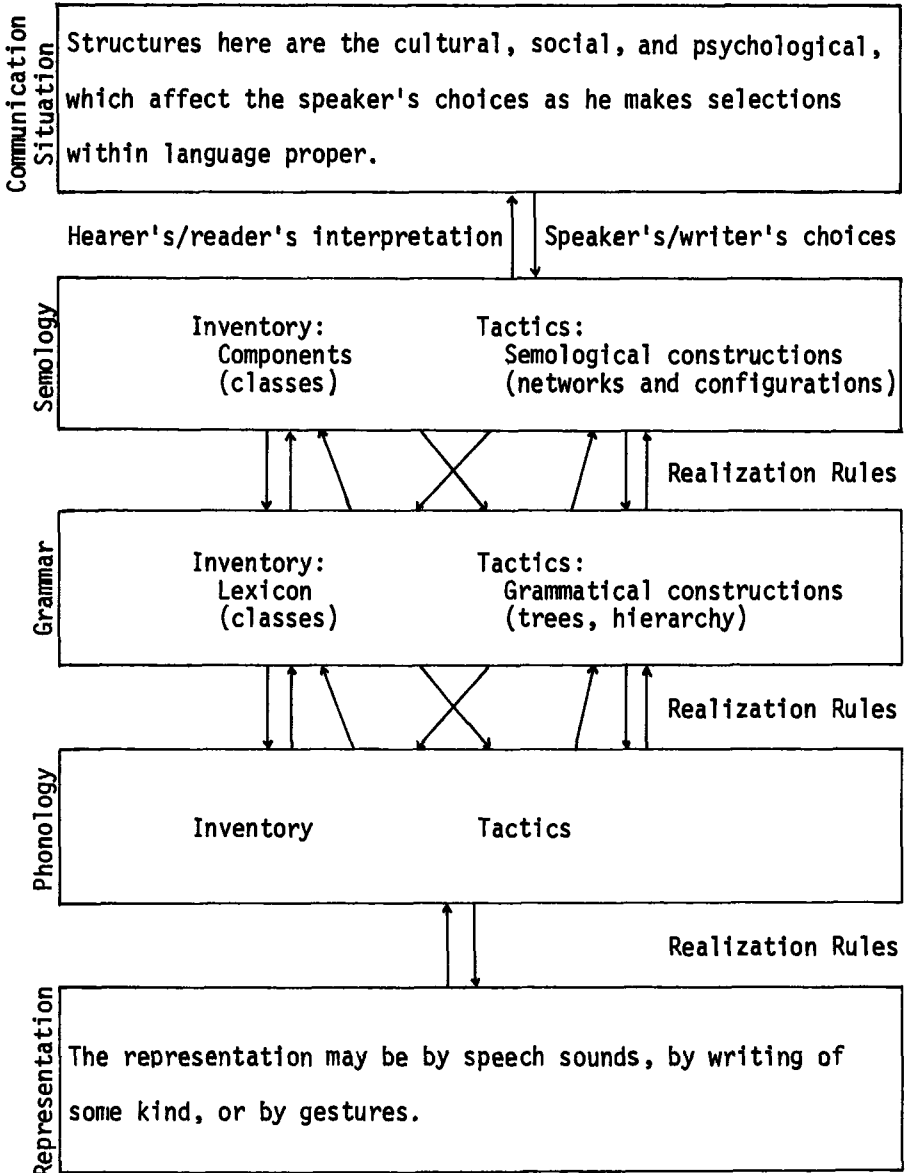 Communication
Situation
Structures here are the cultural, social, and psychological,
which affect the speaker's choices as he makes selections
within language proper.
Hearer's/reader's interpretation
Speaker's/writer's choices
Semology
Inventory:
Components
(classes)
Tactics:
Semological constructions
(networks and configurations)
Realization Rules
Grammar
Inventory:
Lexicon
(classes)
Tactics:
Grammatical constructions
(trees, hierarchy)
Realization Rules
Phonology
Inventory
Tactics
Realization Rules
Representation
The representation may be by speech sounds, by writing of
some kind, or by gestures.